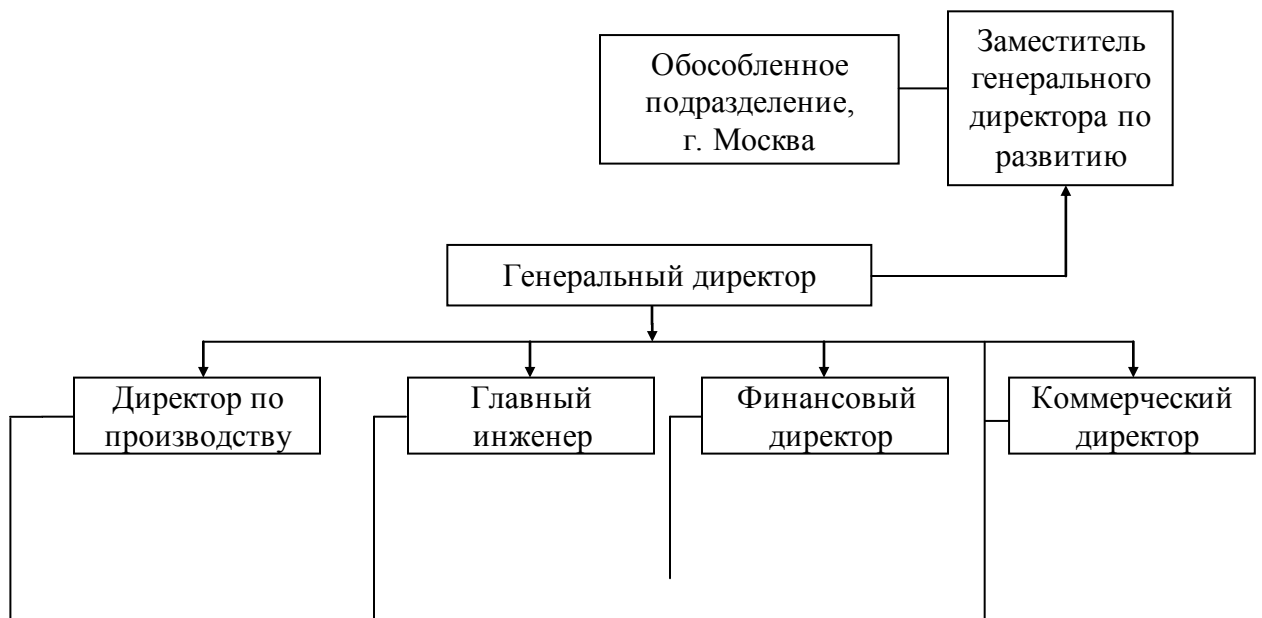 Обособленное
подразделение,
г. Москва
Заместитель
генерального
директора по
развитию
Генеральный директор
Директор по
производству
Главный
инженер
Финансовый
директор
Коммерческий
директор